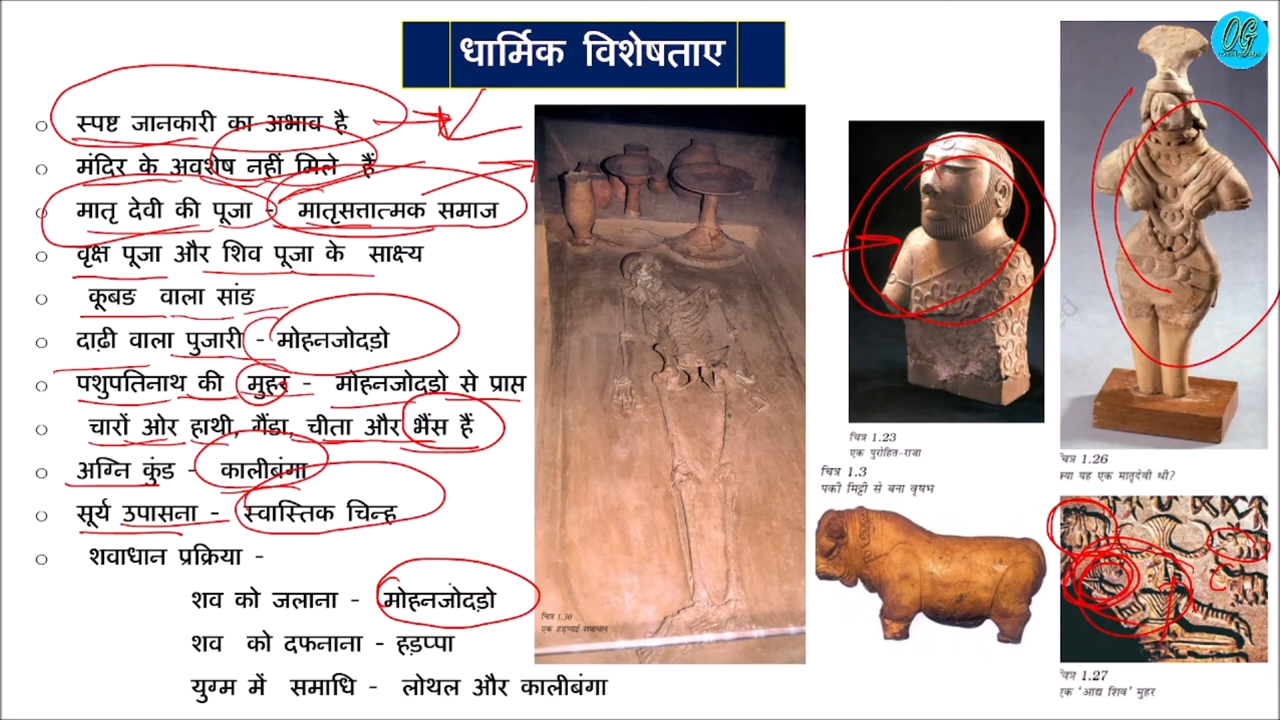 धार्मिक विशेषताए
OG
स्पष्ट जानकारी का अभाव है
मंदिर के अवशेष नहीं मिले हैं
मातृ देवी की पूजा - मातृसत्तात्मक समाज
वृक्ष पूजा और शिव पूजा के साक्ष्य
कूबङ वाला सांङ
दाढ़ी वाला पुजारी - मोहनजोदड़ो
पशुपतिनाथ की मुहर - मोहनजोदड़ो से प्राप्त
चारों ओर हाथी, गैंडा, चीता और भैंस हैं
अग्नि कुंड - कालीबंगा
सूर्य उपासना - स्वास्तिक चिन्ह
शवाधान प्रक्रिया -
शव को जलाना - मोहनजोदड़ो
शव को दफनाना - हड़प्पा
युग्म में समाधि - लोथल और कालीबंगा
चित्र 1.30
एक हड़प्पाई शवाधान
चित्र 1.23
एक पुरोहित-राजा
चित्र 1.3
पकी मिट्टी से बना वृषभ
चित्र 1.26
क्या यह एक मातृदेवी थी?
चित्र 1.27
एक 'आद्य शिव' मुहर